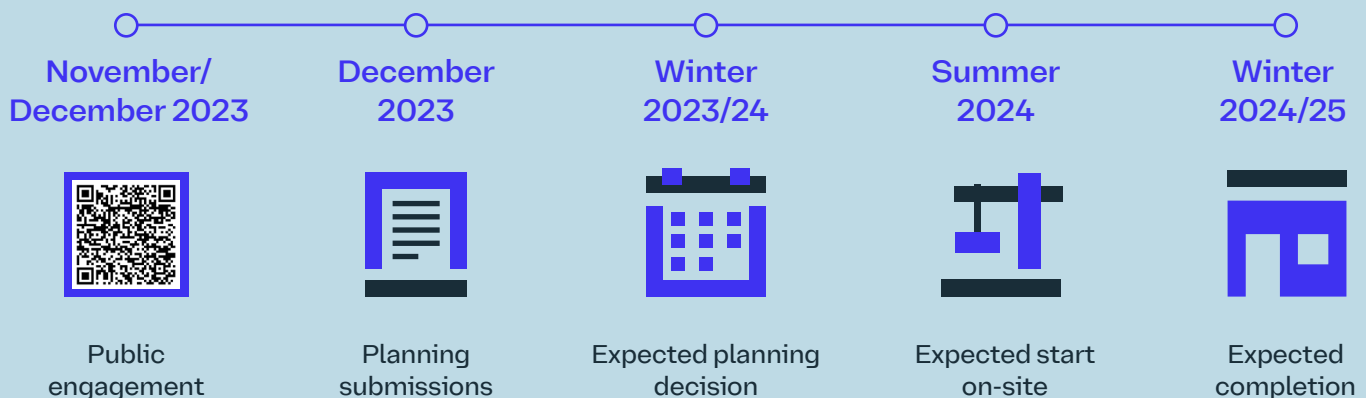 November/
December 2023
December
2023
Winter
2023/24
Summer
2024
Winter
2024/25
Public
engagement
Planning
submissions
Expected planning
decision
Expected start
on-site
Expected
completion